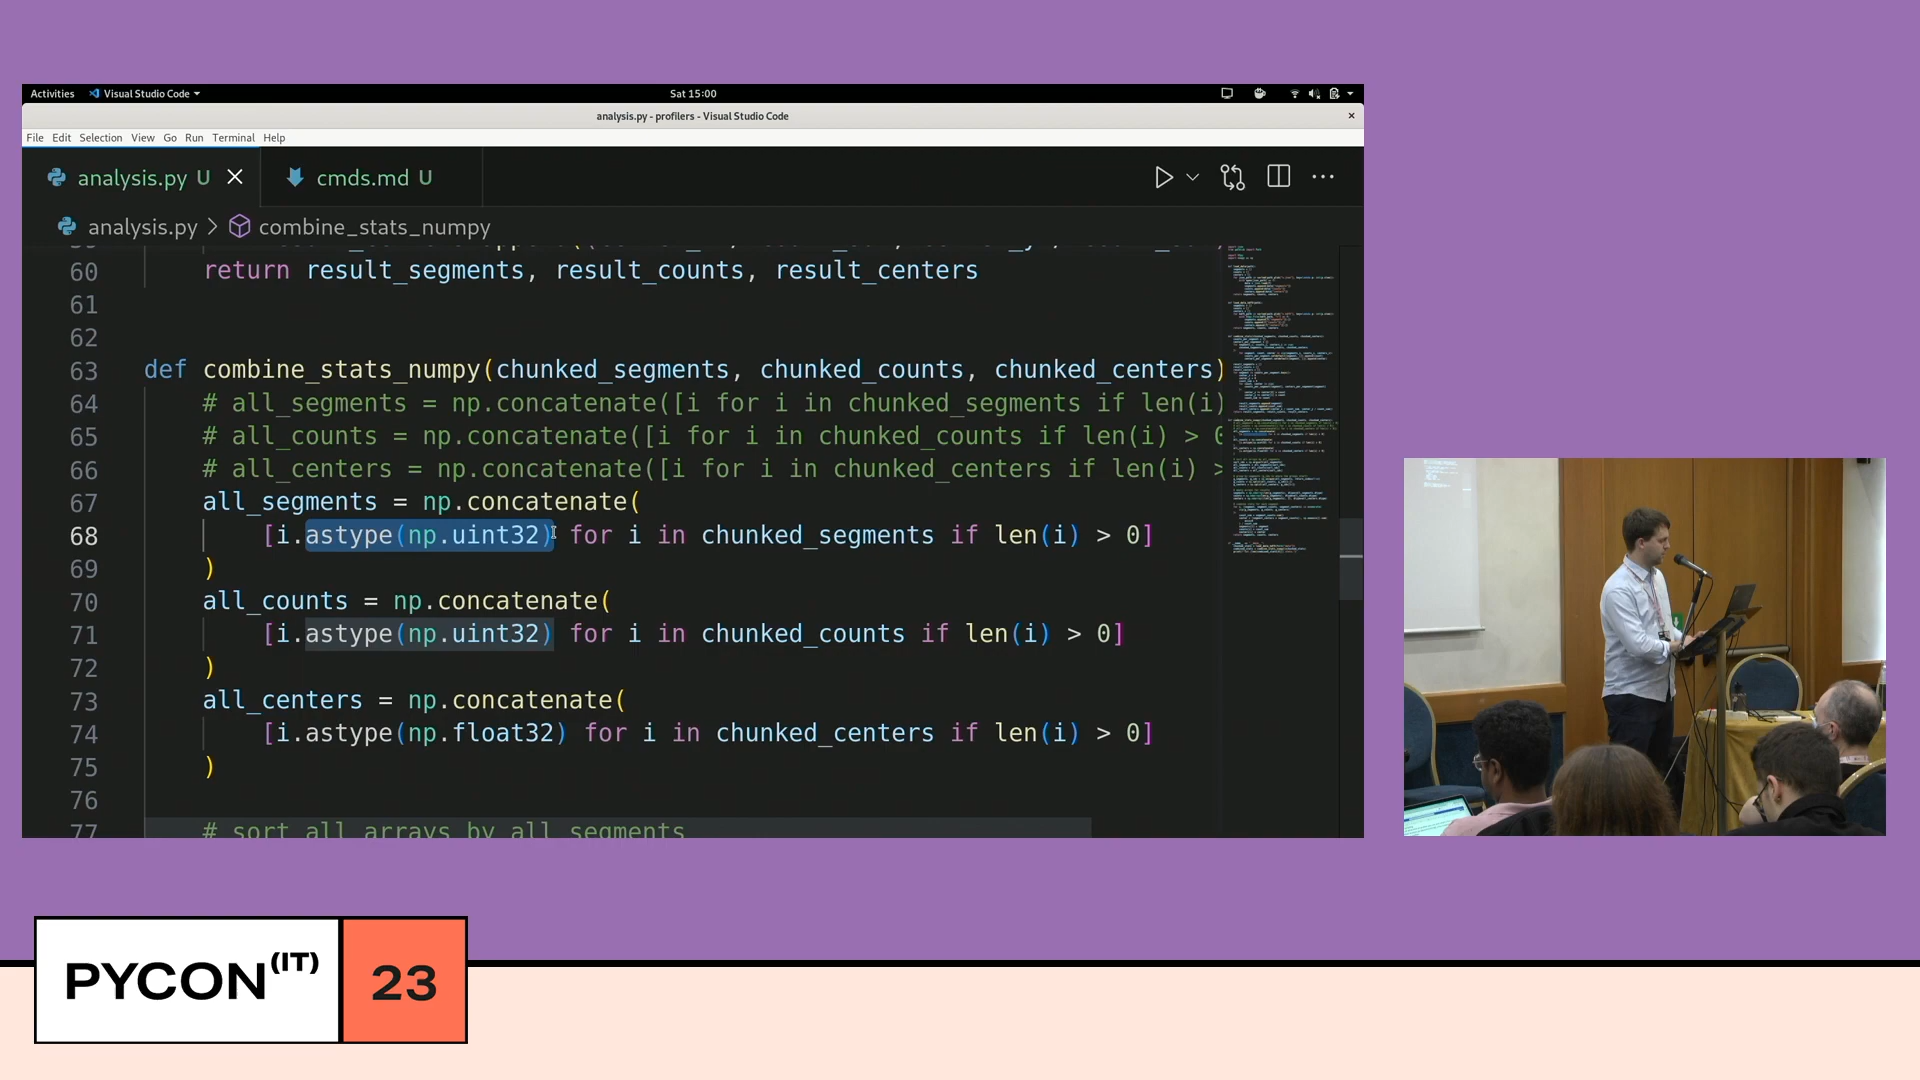 Activities Visual Studio Code Sat 15:00
analysis.py - profilers - Visual Studio Code
File Edit Selection View Go Run Terminal Help
analysis.py U cmds.md U
analysis.py > combine_stats_numpy
60 return result_segments, result_counts, result_centers
61
62
63 def combine_stats_numpy(chunked_segments, chunked_counts, chunked_centers)
64 # all_segments = np.concatenate([i for i in chunked_segments if len(i)
65 # all_counts = np.concatenate([i for i in chunked_counts if len(i) > 0
66 # all_centers = np.concatenate([i for i in chunked_centers if len(i) >
67 all_segments = np.concatenate(
68 [i.astype(np.uint32) for i in chunked_segments if len(i) > 0]
69 )
70 all_counts = np.concatenate(
71 [i.astype(np.uint32) for i in chunked_counts if len(i) > 0]
72 )
73 all_centers = np.concatenate(
74 [i.astype(np.float32) for i in chunked_centers if len(i) > 0]
75 )
76
77 # sort all arrays by all segments
PYCON(IT) 23